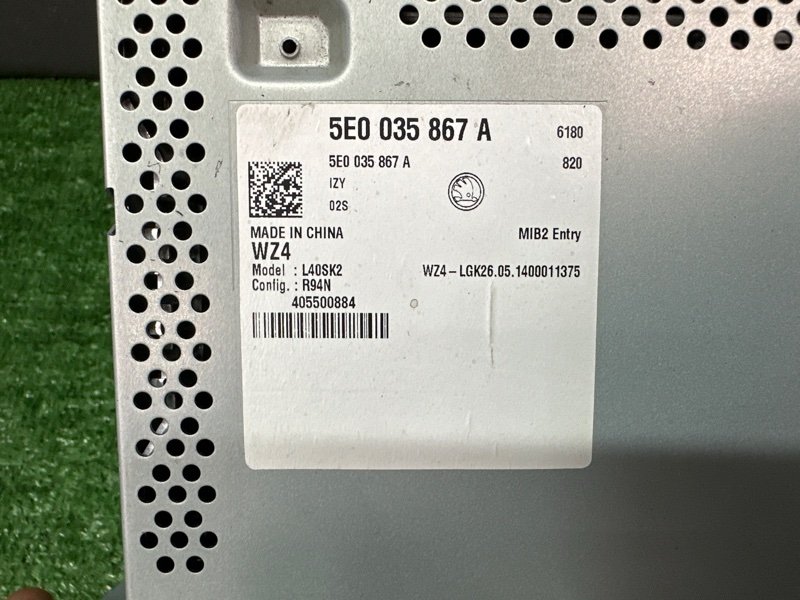 5E0 035 867 A 6180
5E0 035 867 A 820
IZY
02S
MADE IN CHINA MIB2 Entry
WZ4
Model : L40SK2 WZ4-LGK26.05.1400011375
Config. : R94N
405500884